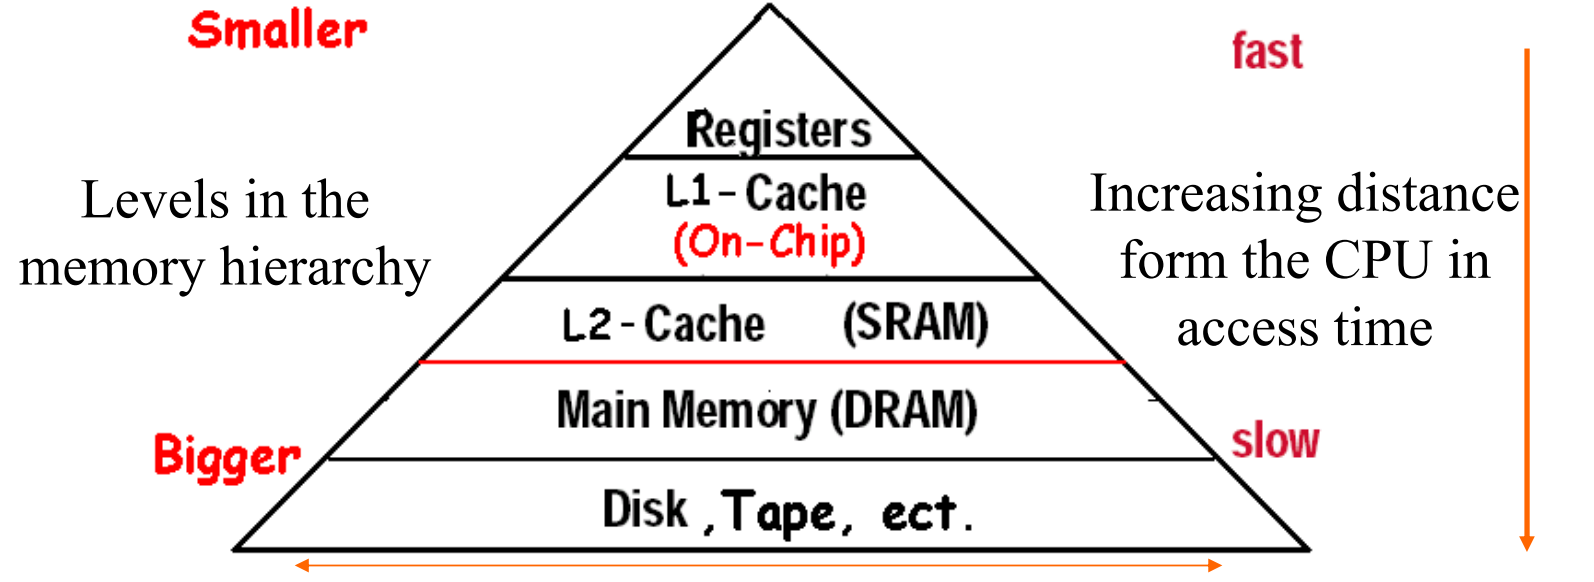 Smaller
fast
Registers
Levels in the
memory hierarchy
L1-Cache
(On-Chip)
Increasing distance
form the CPU in
access time
L2-Cache (SRAM)
Main Memory (DRAM)
Bigger
slow
Disk ,Tape, ect.